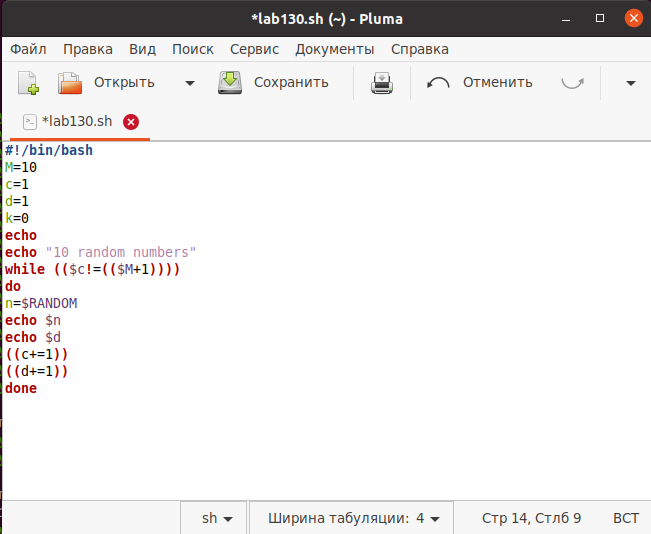 *lab130.sh (~) - Pluma
Файл Правка Вид Поиск Сервис Документы Справка
Открыть Сохранить Отменить
*lab130.sh
#!/bin/bash
M=10
c=1
d=1
k=0
echo
echo "10 random numbers"
while (($c!=(($M+1))))
do
n=$RANDOM
echo $n
echo $d
((c+=1))
((d+=1))
done
sh Ширина табуляции: 4 Стр 14, Стлб 9 ВСТ